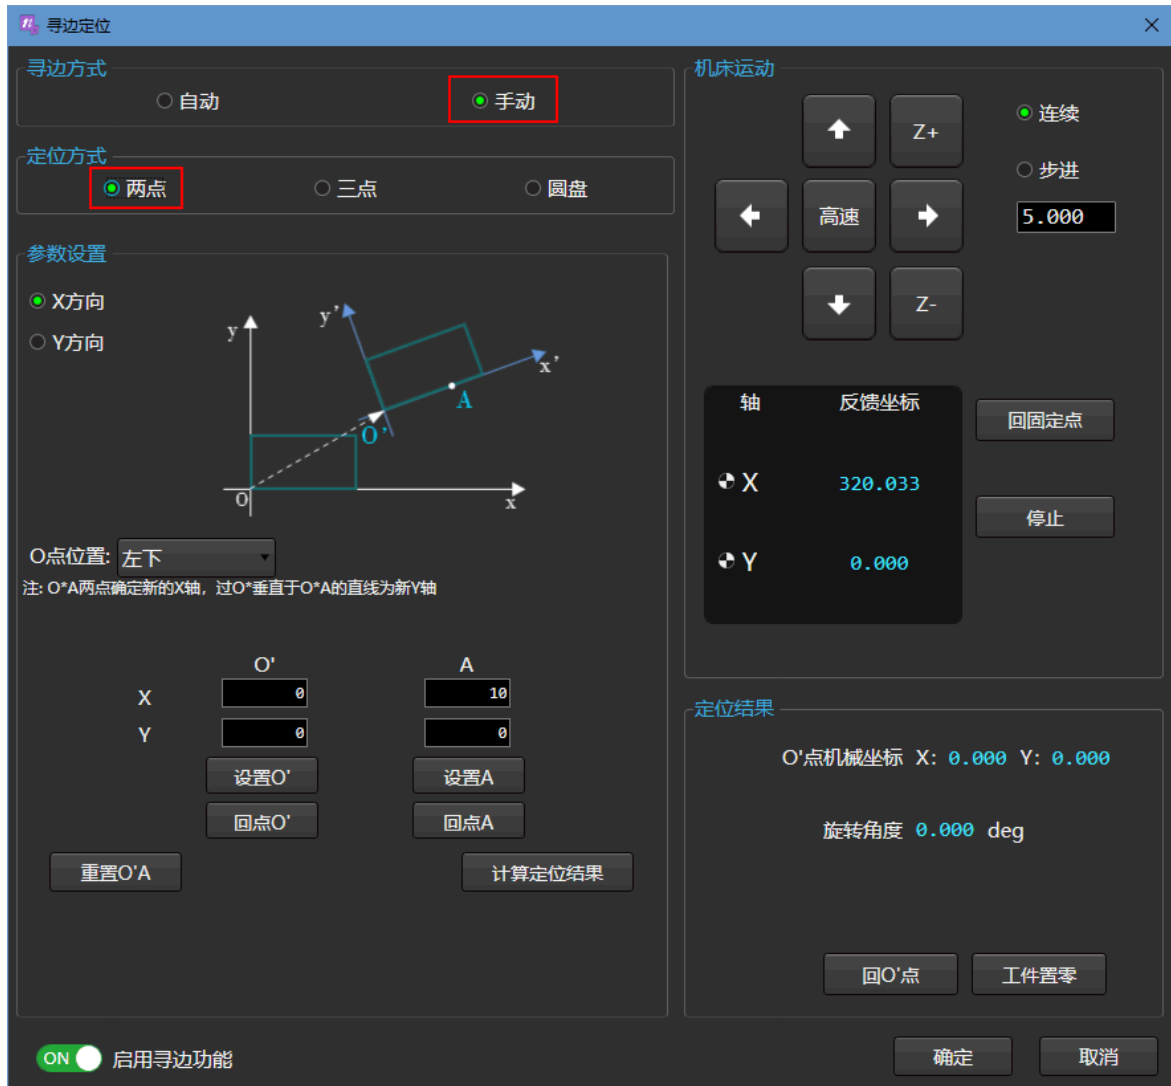 寻边定位
寻边方式
自动 手动
定位方式
两点 三点 圆盘
参数设置
X方向
Y方向
y y' x' A O' O x
O点位置: 左下
注: O*A两点确定新的X轴, 过O*垂直于O*A的直线为新Y轴
O' A
X 0 10
Y 0 0
设置O' 设置A
回点O' 回点A
重置O'A 计算定位结果
机床运动
Z+ 连续
步进
高速 5.000
Z-
轴 反馈坐标 回固定点
X 320.033
停止
Y 0.000
定位结果
O'点机械坐标 X: 0.000 Y: 0.000
旋转角度 0.000 deg
回O'点 工件置零
ON 启用寻边功能 确定 取消